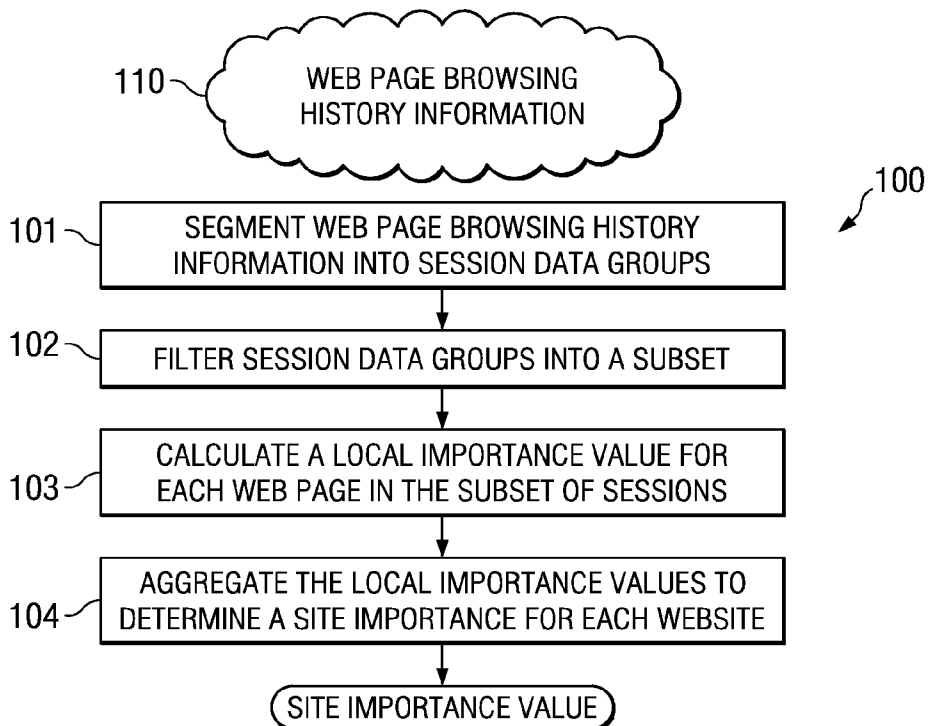 110
WEB PAGE BROWSING
HISTORY INFORMATION
100
101
SEGMENT WEB PAGE BROWSING HISTORY
INFORMATION INTO SESSION DATA GROUPS
102
FILTER SESSION DATA GROUPS INTO A SUBSET
103
CALCULATE A LOCAL IMPORTANCE VALUE FOR
EACH WEB PAGE IN THE SUBSET OF SESSIONS
104
AGGREGATE THE LOCAL IMPORTANCE VALUES TO
DETERMINE A SITE IMPORTANCE FOR EACH WEBSITE
SITE IMPORTANCE VALUE